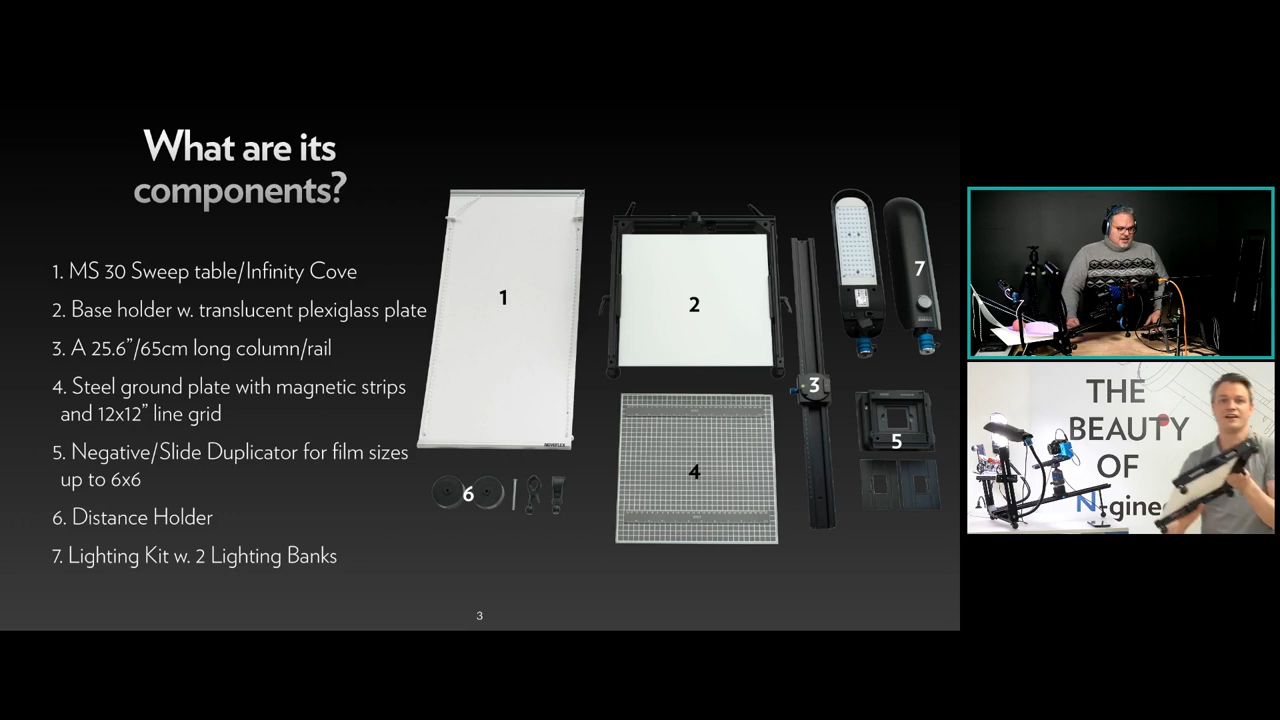 What are its
components?
1. MS 30 Sweep table/Infinity Cove
2. Base holder w. translucent plexiglass plate
3. A 25.6"/65cm long column/rail
4. Steel ground plate with magnetic strips
and 12x12" line grid
5. Negative/Slide Duplicator for film sizes
up to 6x6
6. Distance Holder
7. Lighting Kit w. 2 Lighting Banks
1
2
3
4
5
6
7
NOVOFLEX
3
THE
BEAUTY
OF
N-ginee